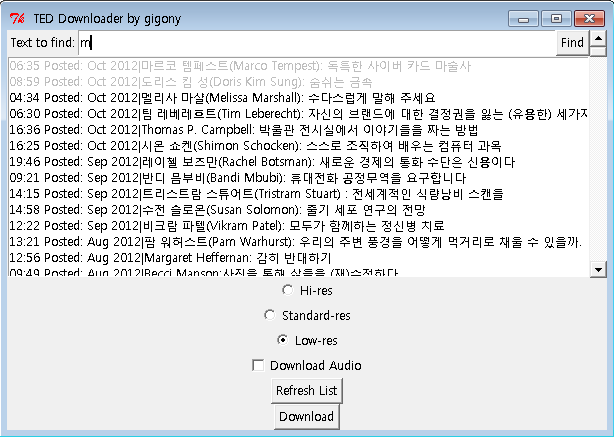 TED Downloader by gigony
Text to find: m Find
06:35 Posted: Oct 2012|마르코 템페스트(Marco Tempest): 독특한 사이버 카드 마술사
08:59 Posted: Oct 2012|도리스 킴 성(Doris Kim Sung): 숨쉬는 금속
04:34 Posted: Oct 2012|멜리사 마샬(Melissa Marshall): 수다스럽게 말해 주세요
06:30 Posted: Oct 2012|팀 레베레흐트(Tim Leberecht): 자신의 브랜드에 대한 결정권을 잃는 (유용한) 세가지
16:36 Posted: Oct 2012|Thomas P. Campbell: 박물관 전시실에서 이야기들을 짜는 방법
16:25 Posted: Oct 2012|시몬 쇼켄(Shimon Schocken): 스스로 조직하여 배우는 컴퓨터 과목
19:46 Posted: Sep 2012|레이첼 보즈만(Rachel Botsman): 새로운 경제의 통화 수단은 신용이다
09:21 Posted: Sep 2012|반디 음부비(Bandi Mbubi): 휴대전화 공정무역을 요구합니다
14:15 Posted: Sep 2012|트리스트람 스튜어트(Tristram Stuart) : 전세계적인 식량낭비 스캔들
14:58 Posted: Sep 2012|수전 솔로몬(Susan Solomon): 줄기 세포 연구의 전망
12:22 Posted: Sep 2012|비크람 파텔(Vikram Patel): 모두가 함께하는 정신병 치료
13:21 Posted: Aug 2012|팜 워허스트(Pam Warhurst): 우리의 주변 풍경을 어떻게 먹거리로 채울 수 있을까.
12:56 Posted: Aug 2012|Margaret Heffernan: 감히 반대하기
09:49 Posted: Aug 2012|Becci Manson:사진을 통해 삶들을 (재)수정하다
Hi-res
Standard-res
Low-res
Download Audio
Refresh List
Download